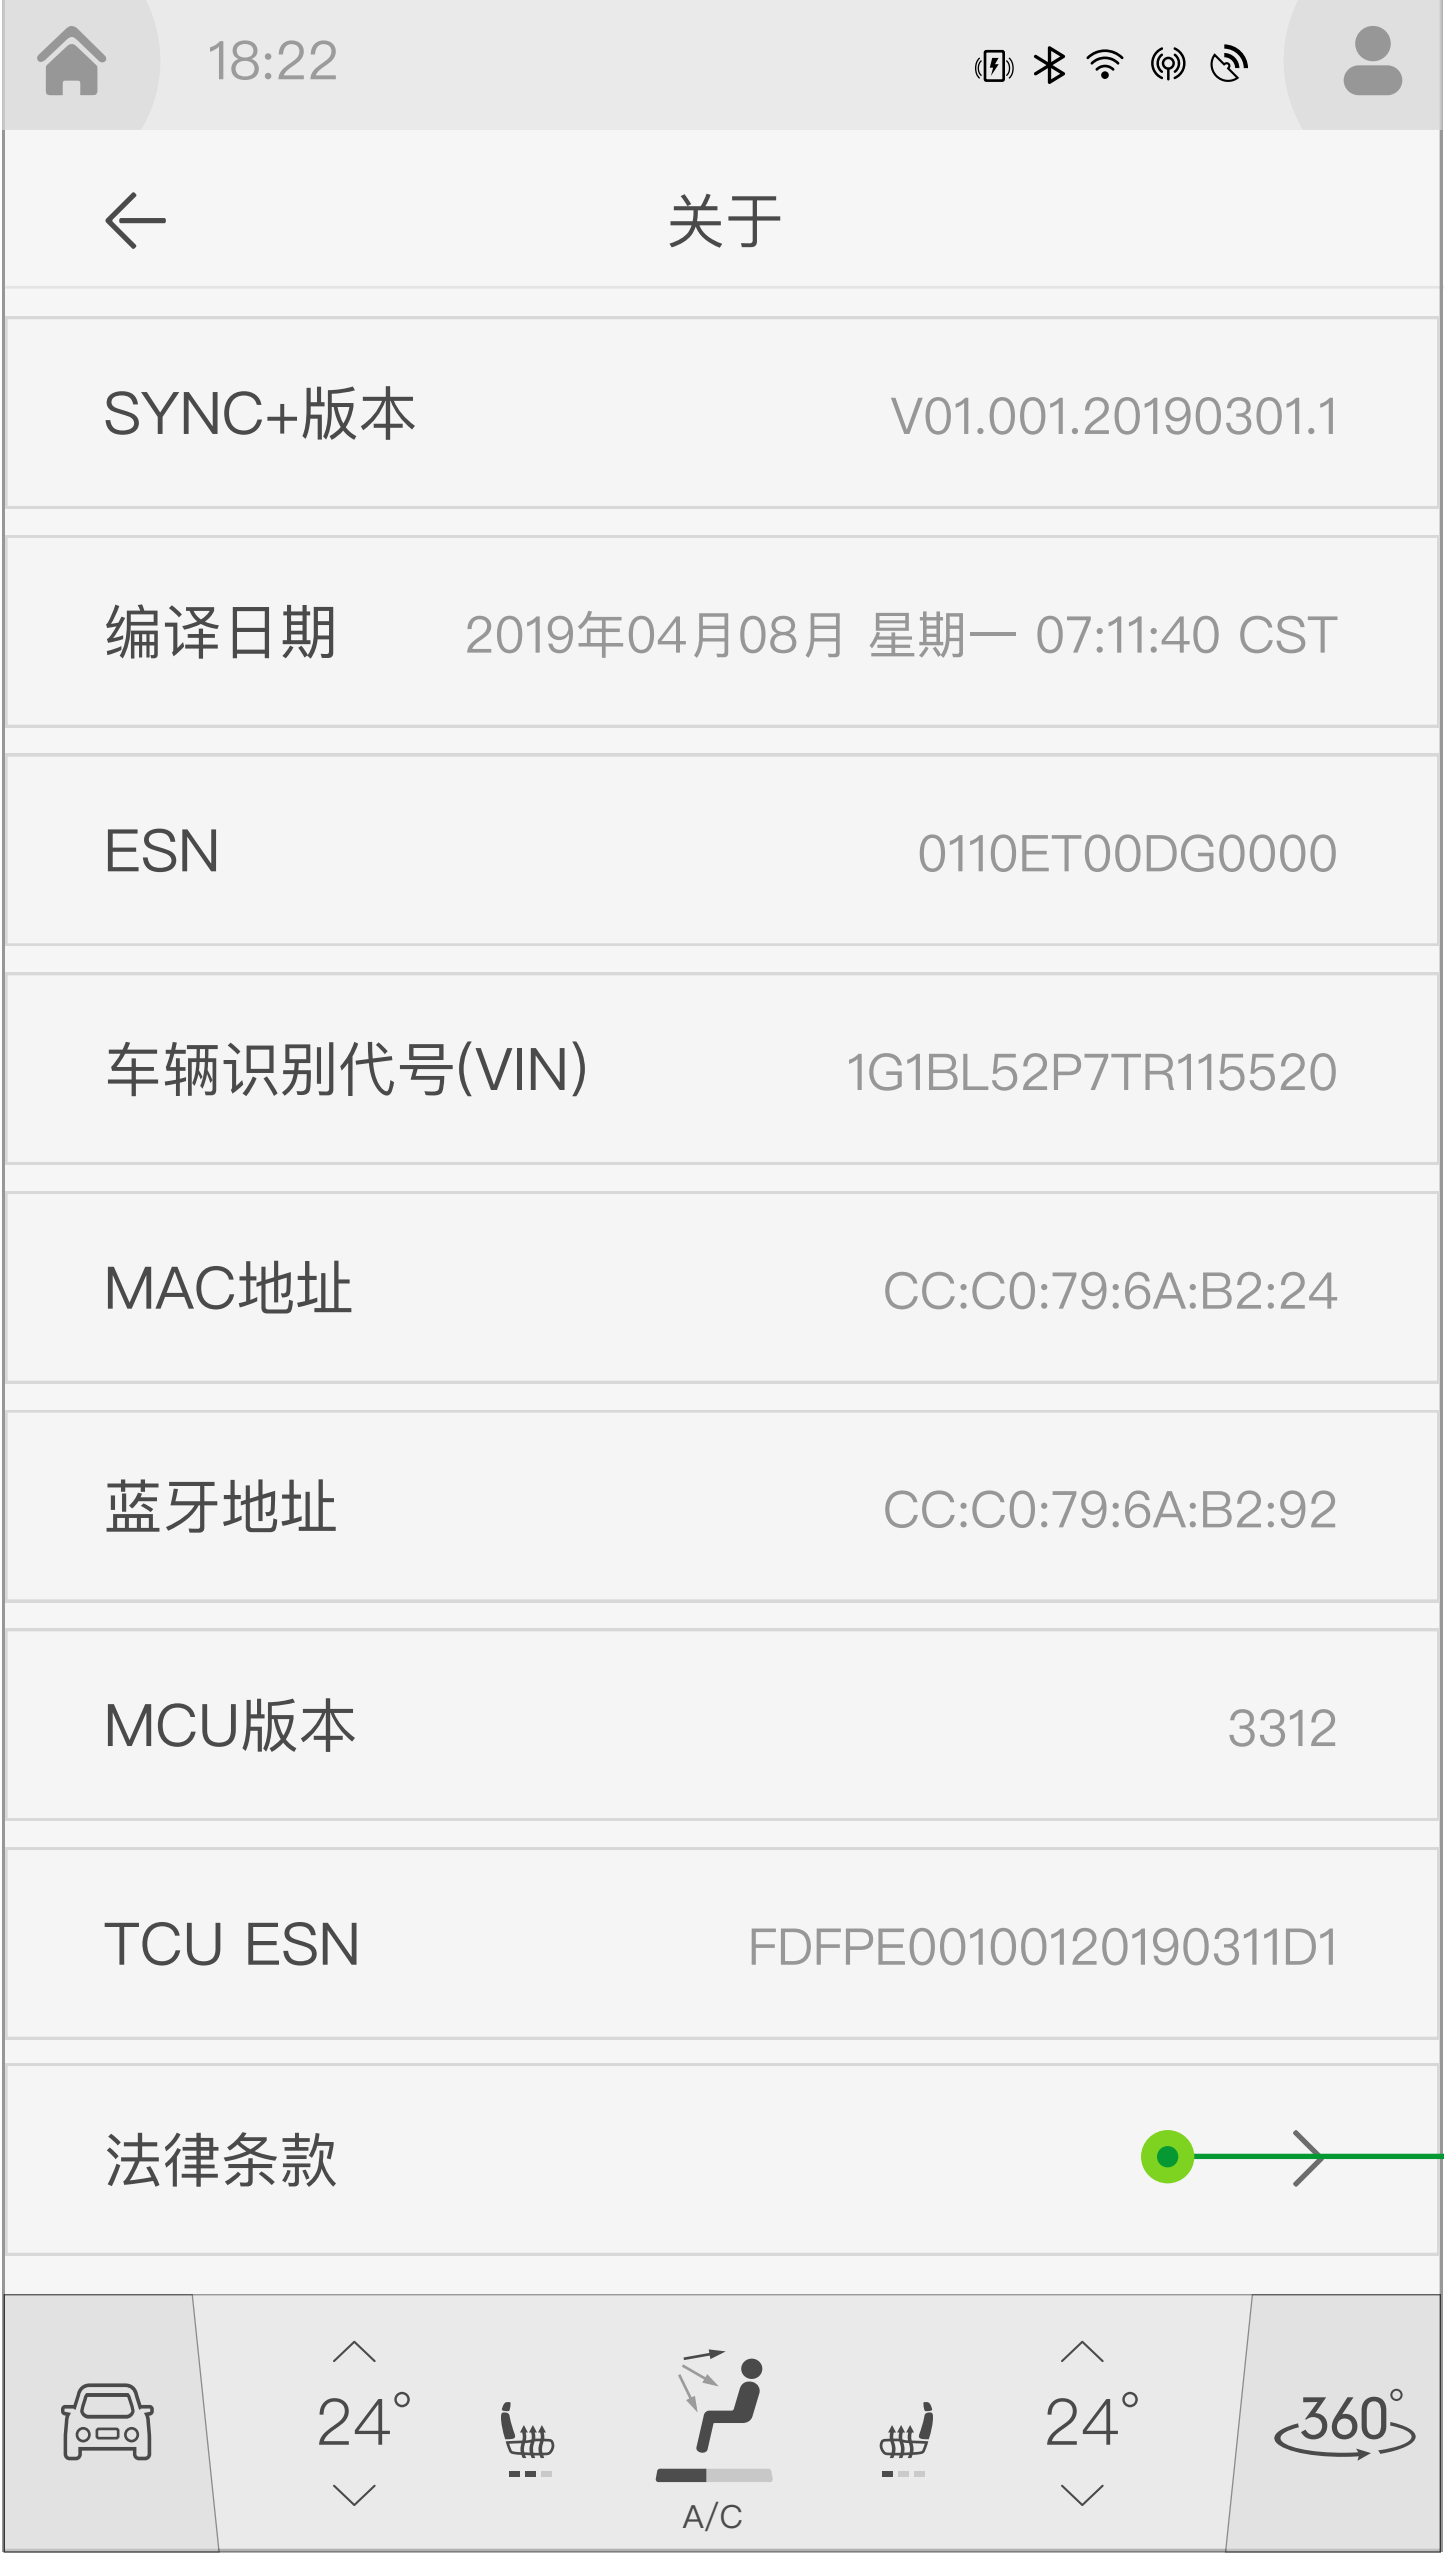 18:22
关于
SYNC+版本 V01.001.20190301.1
编译日期 2019年04月08月 星期一 07:11:40 CST
ESN 0110ET00DG0000
车辆识别代号(VIN) 1G1BL52P7TR115520
MAC地址 CC:C0:79:6A:B2:24
蓝牙地址 CC:C0:79:6A:B2:92
MCU版本 3312
TCU ESN FDFPE00100120190311D1
法律条款
24° 24° 360°
A/C